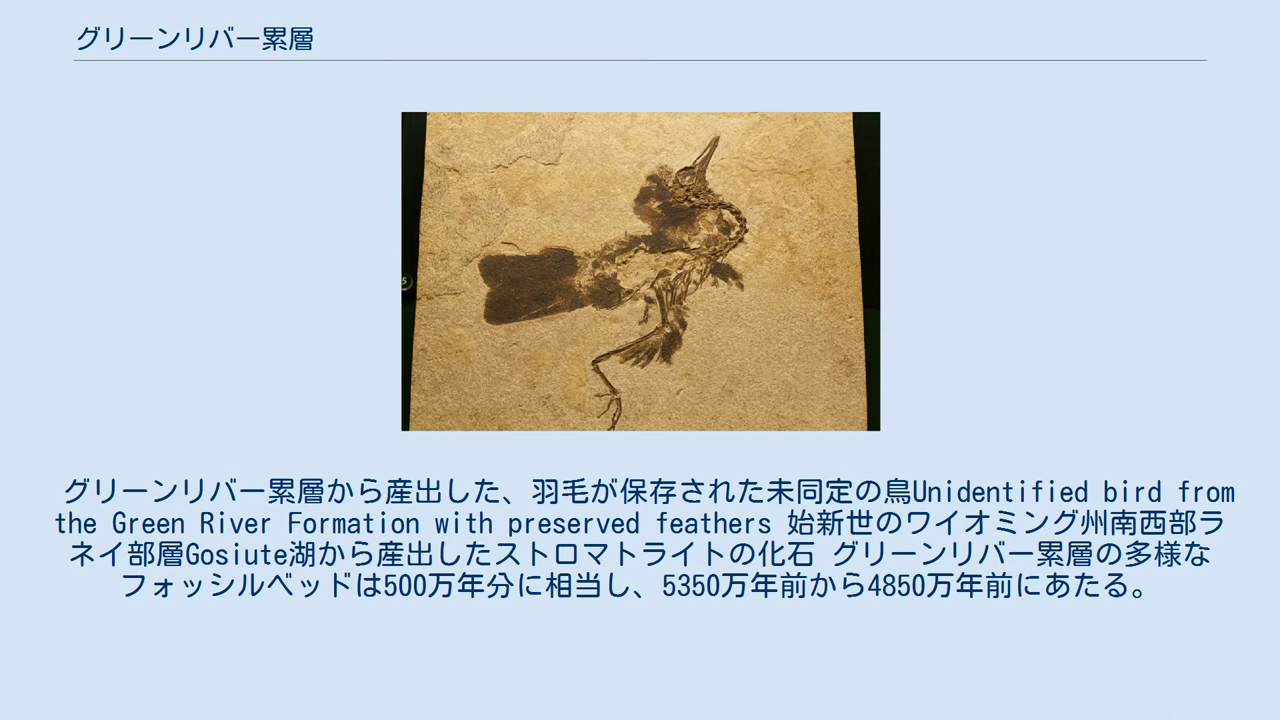 グリーンリバー累層
グリーンリバー累層から産出した、羽毛が保存された未同定の鳥Unidentified bird from
the Green River Formation with preserved feathers 始新世のワイオミング州南西部ラ
ネイ部層Gosiute湖から産出したストロマトライトの化石 グリーンリバー累層の多様な
フォッシルベッドは500万年分に相当し、5350万年前から4850万年前にあたる。